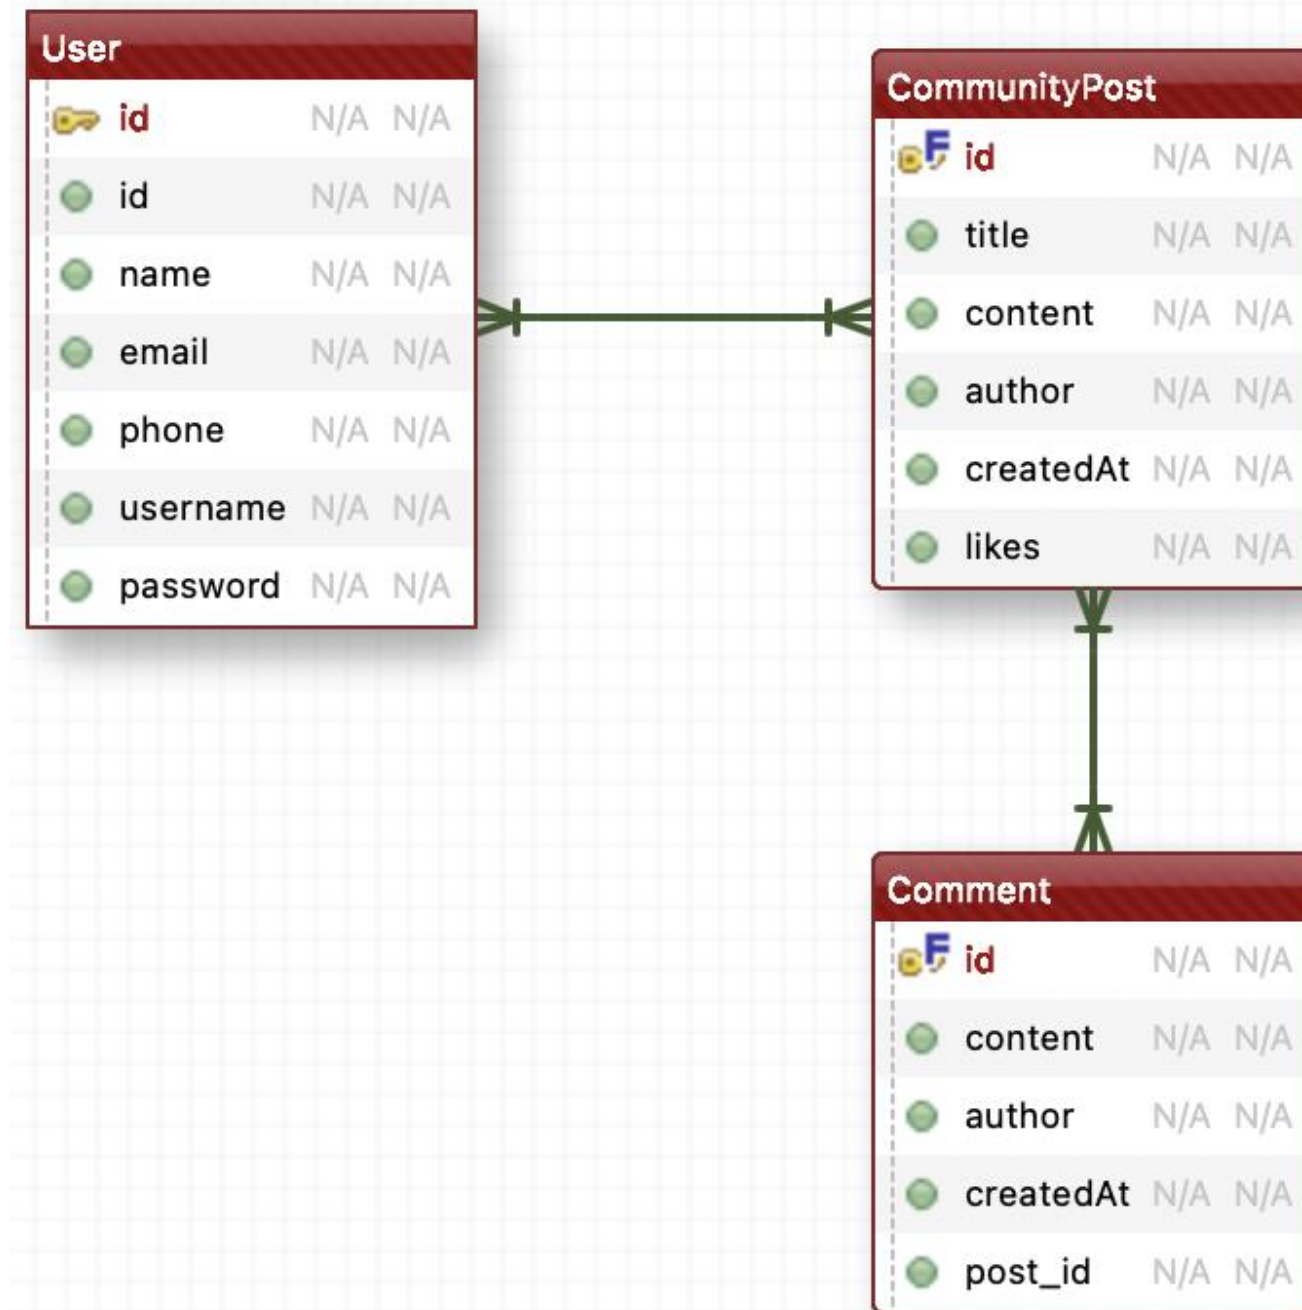 User
id N/A N/A
id N/A N/A
name N/A N/A
email N/A N/A
phone N/A N/A
username N/A N/A
password N/A N/A
CommunityPost
F id N/A N/A
title N/A N/A
content N/A N/A
author N/A N/A
createdAt N/A N/A
likes N/A N/A
Comment
F id N/A N/A
content N/A N/A
author N/A N/A
createdAt N/A N/A
post_id N/A N/A